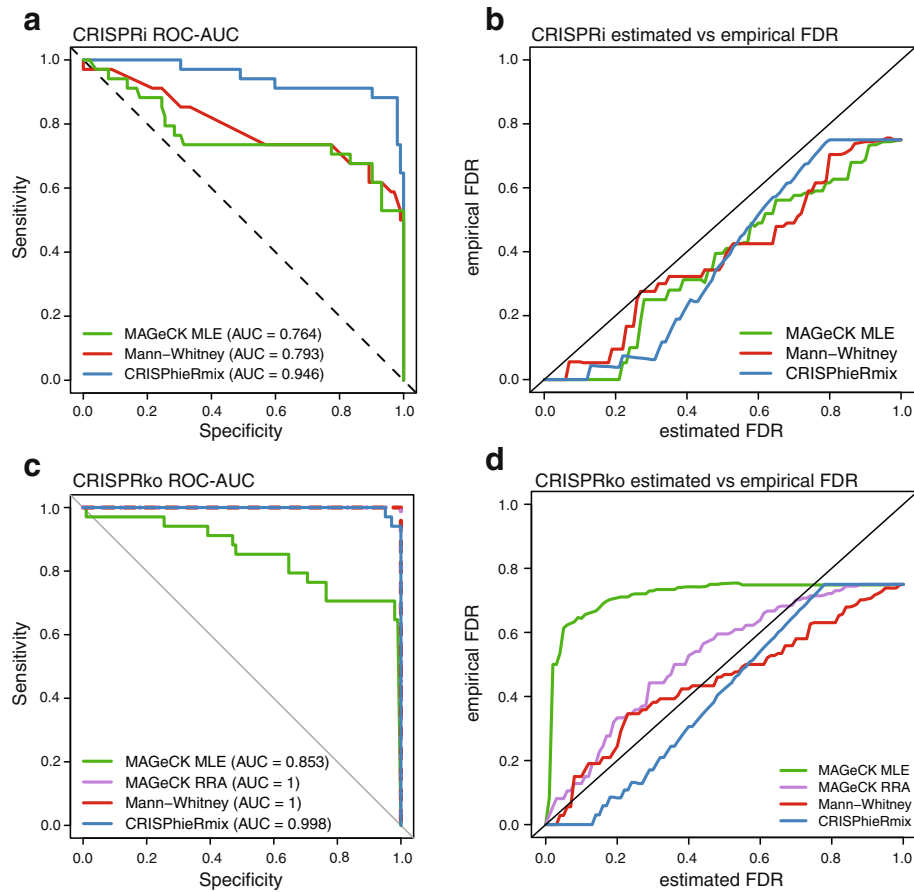 a
CRISPRi ROC-AUC
1.0
0.8
0.6
0.4
0.2
0.0
Sensitivity
MAGeCK MLE (AUC = 0.764)
Mann−Whitney (AUC = 0.793)
CRISPhieRmix (AUC = 0.946)
0.0 0.2 0.4 0.6 0.8 1.0
Specificity
b
CRISPRi estimated vs empirical FDR
1.0
0.8
0.6
0.4
0.2
0.0
empirical FDR
MAGeCK MLE
Mann−Whitney
CRISPhieRmix
0.0 0.2 0.4 0.6 0.8 1.0
estimated FDR
c
CRISPRko ROC-AUC
1.0
0.8
0.6
0.4
0.2
0.0
Sensitivity
MAGeCK MLE (AUC = 0.853)
MAGeCK RRA (AUC = 1)
Mann−Whitney (AUC = 1)
CRISPhieRmix (AUC = 0.998)
0.0 0.2 0.4 0.6 0.8 1.0
Specificity
d
CRISPRko estimated vs empirical FDR
1.0
0.8
0.6
0.4
0.2
0.0
empirical FDR
MAGeCK MLE
MAGeCK RRA
Mann−Whitney
CRISPhieRmix
0.0 0.2 0.4 0.6 0.8 1.0
estimated FDR